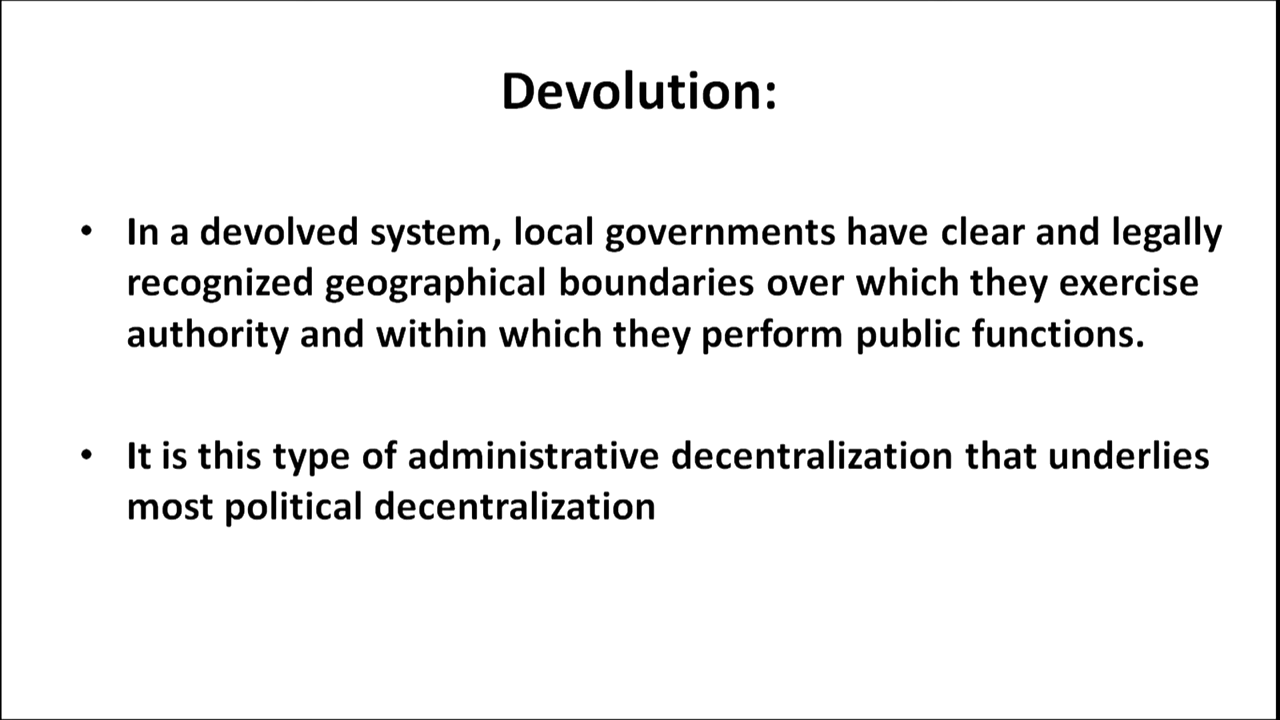 Devolution:
• In a devolved system, local governments have clear and legally
recognized geographical boundaries over which they exercise
authority and within which they perform public functions.
• It is this type of administrative decentralization that underlies
most political decentralization